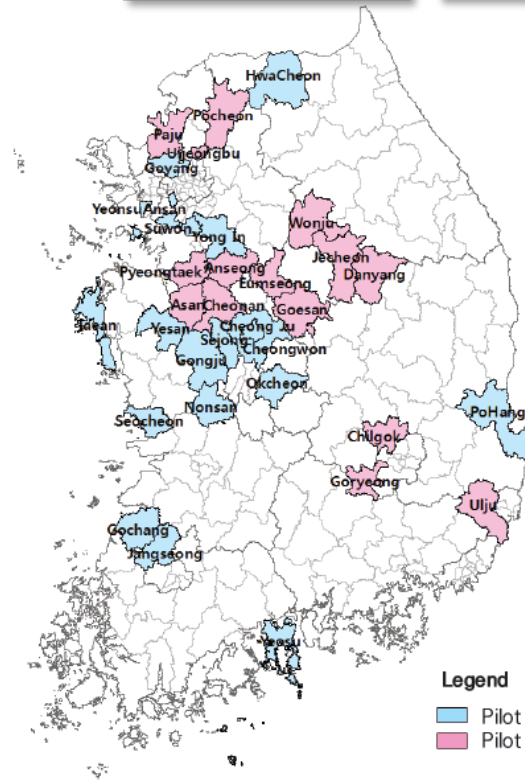 HwaCheon
Pocheon
Paju
Uijeongbu
Goyang
Yeonsu
Ansan
Suwon
Yong In
Wonju
Jecheon
Danyang
Pyeongtaek
Anseong
Eumseong
Asan
Cheonan
Goesan
Taean
Yesan
Cheong Ju
Sejong
Cheongwon
Gongju
Okcheon
Nonsan
Seocheon
PoHang
Chilgok
Goryeong
Ulju
Gochang
Jangseong
Yeosu
Legend
Pilot
Pilot